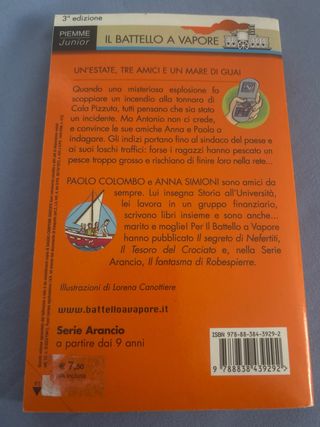 3ª edizione
PIEMME
Junior
IL BATTELLO A VAPORE
UN'ESTATE, TRE AMICI E UN MARE DI GUAI
Quando una misteriosa esplosione fa
scoppiare un incendio alla tonnara di
Cala Pizzuta, tutti pensano che sia stato
un incidente. Ma Antonio non ci crede,
e convince le sue amiche Anna e Paola a
indagare. Gli indizi portano fino al sindaco del paese e
ai suoi loschi traffici: forse i ragazzi hanno pescato un
pesce troppo grosso e rischiano di finire loro nella rete...
PAOLO COLOMBO e ANNA SIMIONI sono amici da
sempre. Lui insegna Storia all'Università,
lei lavora in un gruppo finanziario,
scrivono libri insieme e sono anche...
marito e moglie! Per Il Battello a Vapore
hanno pubblicato Il segreto di Nefertiti,
Il Tesoro del Crociato e, nella Serie
Arancio, Il fantasma di Robespierre.
Illustrazioni di Lorena Canottiere
www.battelloavapore.it
Serie Arancio
a partire dai 9 anni
€ 7,50
ISBN 978-88-384-3929-2
9 788838 439292